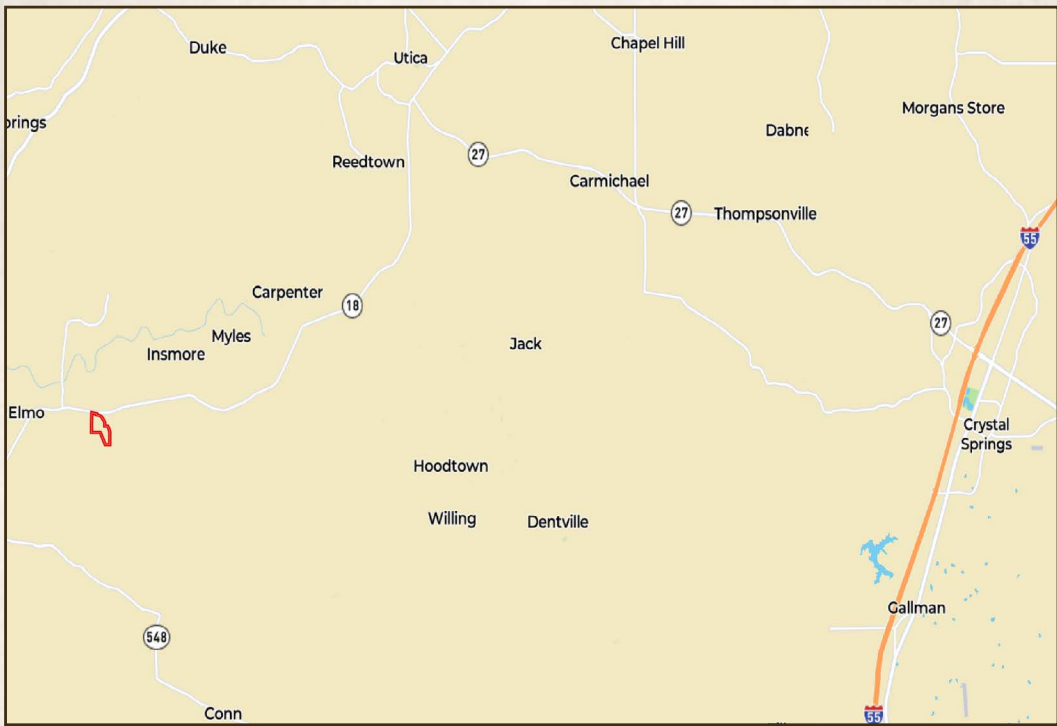 Duke
Utica
Chapel Hill
Morgans Store
prings
Dabne
27
Reedtown
Carmichael
27
Thompsonville
55
Carpenter
18
27
Myles
Jack
Insmore
Elmo
Crystal
Springs
Hoodtown
Willing
Dentville
Gallman
548
Conn
55